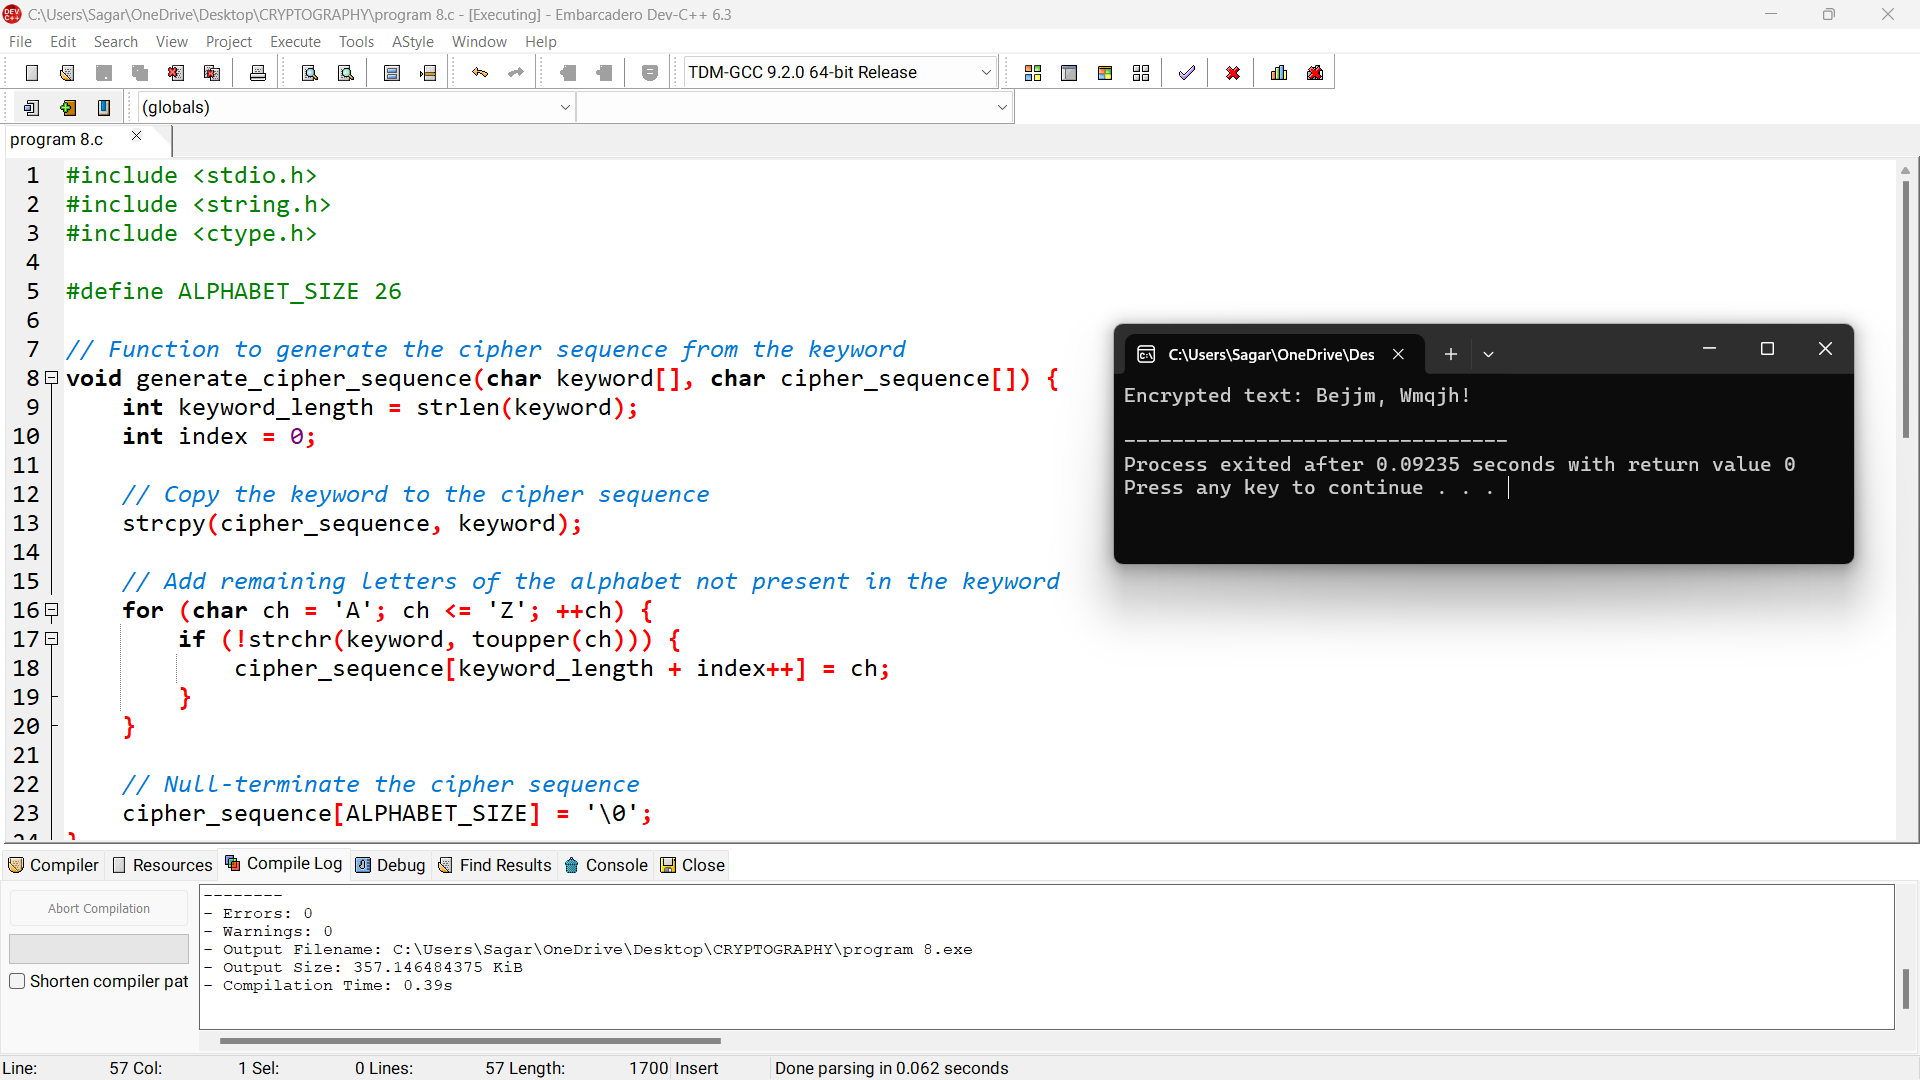 C:\Users\Sagar\OneDrive\Desktop\CRYPTOGRAPHY\program 8.c - [Executing] - Embarcadero Dev-C++ 6.3
File Edit Search View Project Execute Tools AStyle Window Help
TDM-GCC 9.2.0 64-bit Release
(globals)
program 8.c
1 #include <stdio.h>
2 #include <string.h>
3 #include <ctype.h>
4
5 #define ALPHABET_SIZE 26
6
7 // Function to generate the cipher sequence from the keyword
8 void generate_cipher_sequence(char keyword[], char cipher_sequence[]) {
9 int keyword_length = strlen(keyword);
10 int index = 0;
11
12 // Copy the keyword to the cipher sequence
13 strcpy(cipher_sequence, keyword);
14
15 // Add remaining letters of the alphabet not present in the keyword
16 for (char ch = 'A'; ch <= 'Z'; ++ch) {
17 if (!strchr(keyword, toupper(ch))) {
18 cipher_sequence[keyword_length + index++] = ch;
19 }
20 }
21
22 // Null-terminate the cipher sequence
23 cipher_sequence[ALPHABET_SIZE] = '\0';
24 }
C:\Users\Sagar\OneDrive\Des
Encrypted text: Bejjm, Wmqjh!
--------------------------------
Process exited after 0.09235 seconds with return value 0
Press any key to continue . . .
Compiler Resources Compile Log Debug Find Results Console Close
Abort Compilation
Shorten compiler pat
--------
- Errors: 0
- Warnings: 0
- Output Filename: C:\Users\Sagar\OneDrive\Desktop\CRYPTOGRAPHY\program 8.exe
- Output Size: 357.146484375 KiB
- Compilation Time: 0.39s
Line: 57 Col: 1 Sel: 0 Lines: 57 Length: 1700 Insert Done parsing in 0.062 seconds